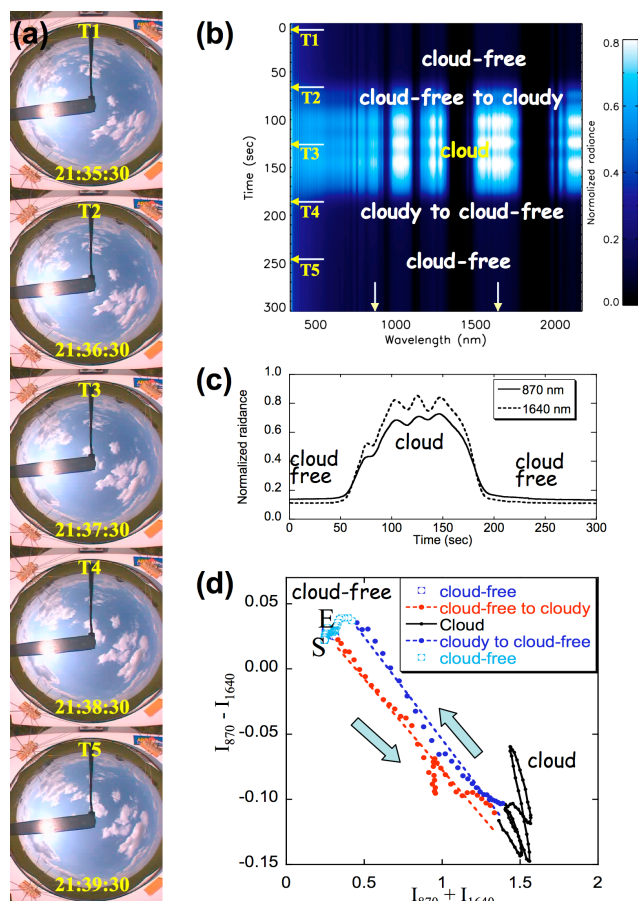 (a)
T1
21:35:30
T2
21:36:30
T3
21:37:30
T4
21:38:30
T5
21:39:30
(b)
0
50
100
150
200
250
300
Time (sec)
T1
T2
T3
T4
T5
cloud-free
cloud-free to cloudy
cloud
cloudy to cloud-free
cloud-free
500
1000
1500
2000
Wavelength (nm)
0.8
0.6
0.4
0.2
0.0
Normalized radiance
(c)
1.0
0.8
0.6
0.4
0.2
0.0
Normalized raidance
870 nm
1640 nm
cloud
free
cloud
cloud
free
0
50
100
150
200
250
300
Time (sec)
(d)
cloud-free
E
S
cloud-free
cloud-free to cloudy
Cloud
cloudy to cloud-free
cloud-free
cloud
0.05
0.00
-0.05
-0.10
-0.15
I870 - I1640
0
0.5
1
1.5
2
I870 + I1640